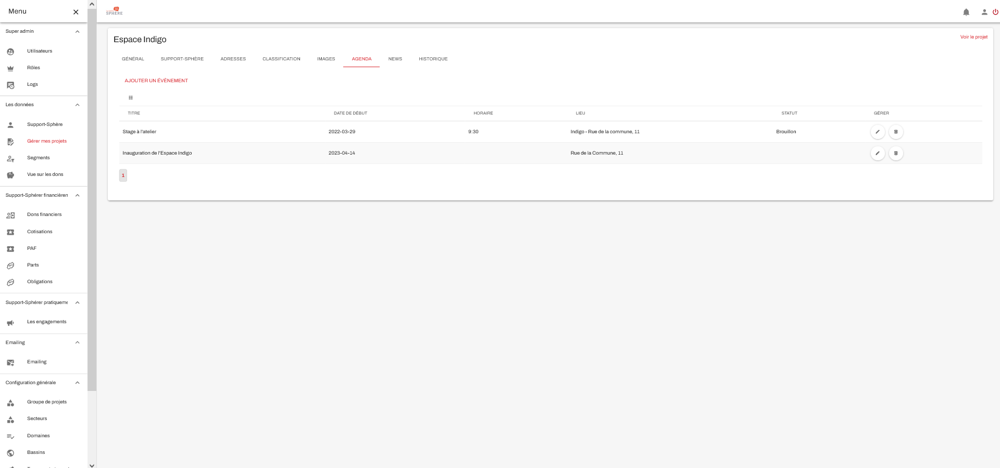 Menu
Super admin
Utilisateurs
Rôles
Logs
Les données
Support-Sphère
Gérer mes projets
Segments
Vue sur les dons
Support-Sphérer financièren
Dons financiers
Cotisations
PAF
Parts
Obligations
Support-Sphérer pratiqueme
Les engagements
Emailing
Emailing
Configuration générale
Groupe de projets
Secteurs
Domaines
Bassins
SPHÈRE
Espace Indigo
Voir le projet
GÉNÉRAL SUPPORT-SPHÈRE ADRESSES CLASSIFICATION IMAGES AGENDA NEWS HISTORIQUE
AJOUTER UN ÉVÈNEMENT
TITRE DATE DE DÉBUT HORAIRE LIEU STATUT GÉRER
Stage à l'atelier 2022-03-29 9:30 Indigo - Rue de la commune, 11 Brouillon
Inauguration de l'Espace Indigo 2023-04-14 Rue de la Commune, 11
1